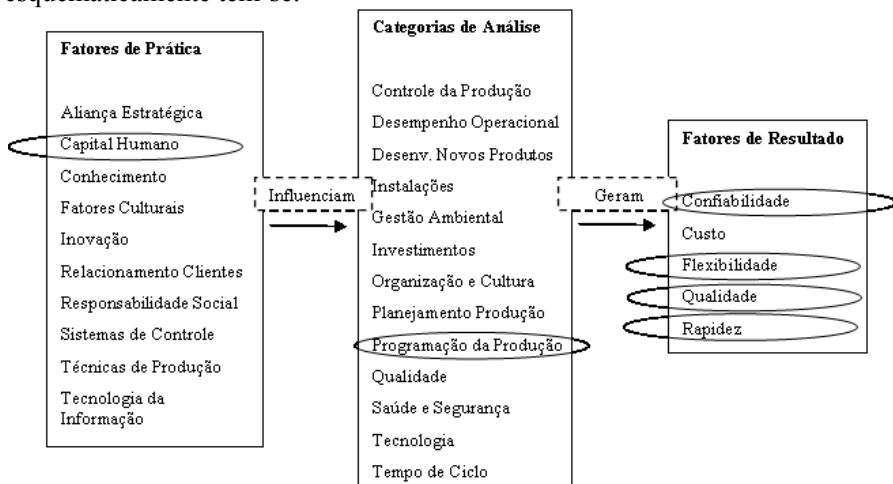 esquematicamente tem-se:
Fatores de Prática
Aliança Estratégica
Capital Humano
Conhecimento
Fatores Culturais
Inovação
Relacionamento Clientes
Responsabilidade Social
Sistemas de Controle
Técnicas de Produção
Tecnologia da
Informação
Influenciam
Categorias de Análise
Controle da Produção
Desempenho Operacional
Desenv. Novos Produtos
Instalações
Gestão Ambiental
Investimentos
Organização e Cultura
Planejamento Produção
Programação da Produção
Qualidade
Saúde e Segurança
Tecnologia
Tempo de Ciclo
Geram
Fatores de Resultado
Confiabilidade
Custo
Flexibilidade
Qualidade
Rapidez